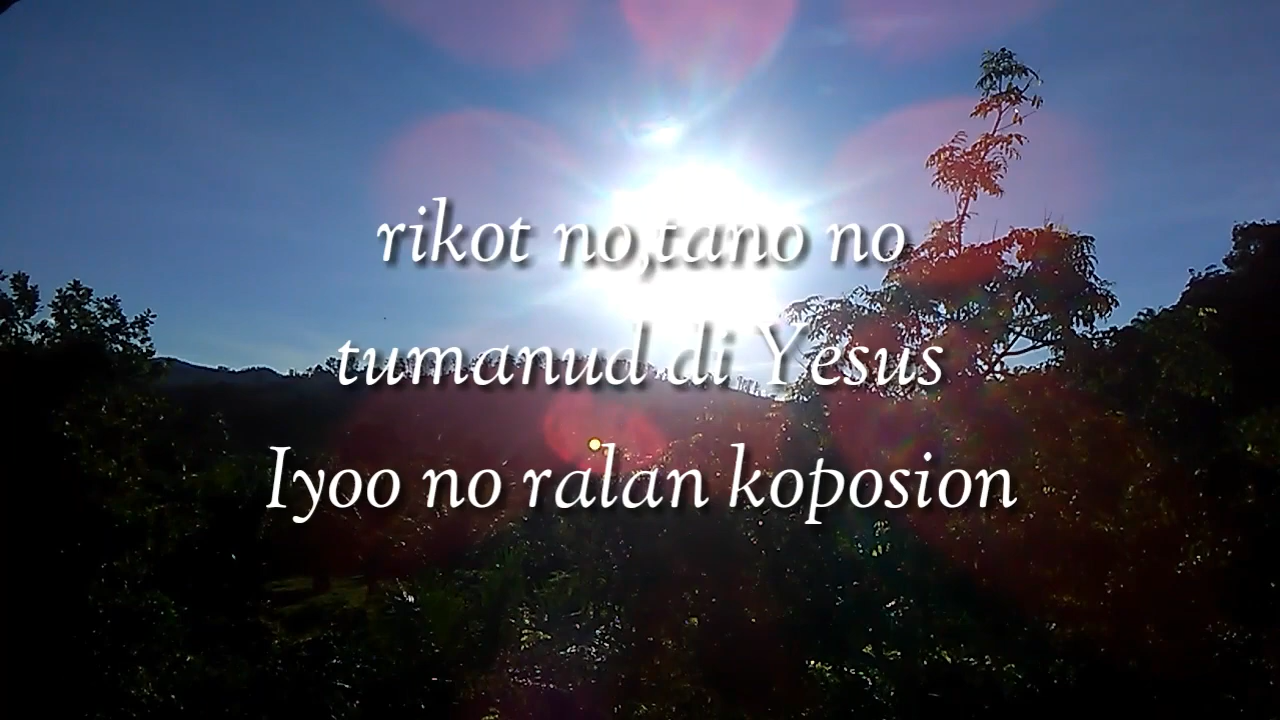 rikot no,tano no
tumanud di Yesus
Iyoo no ralan koposion